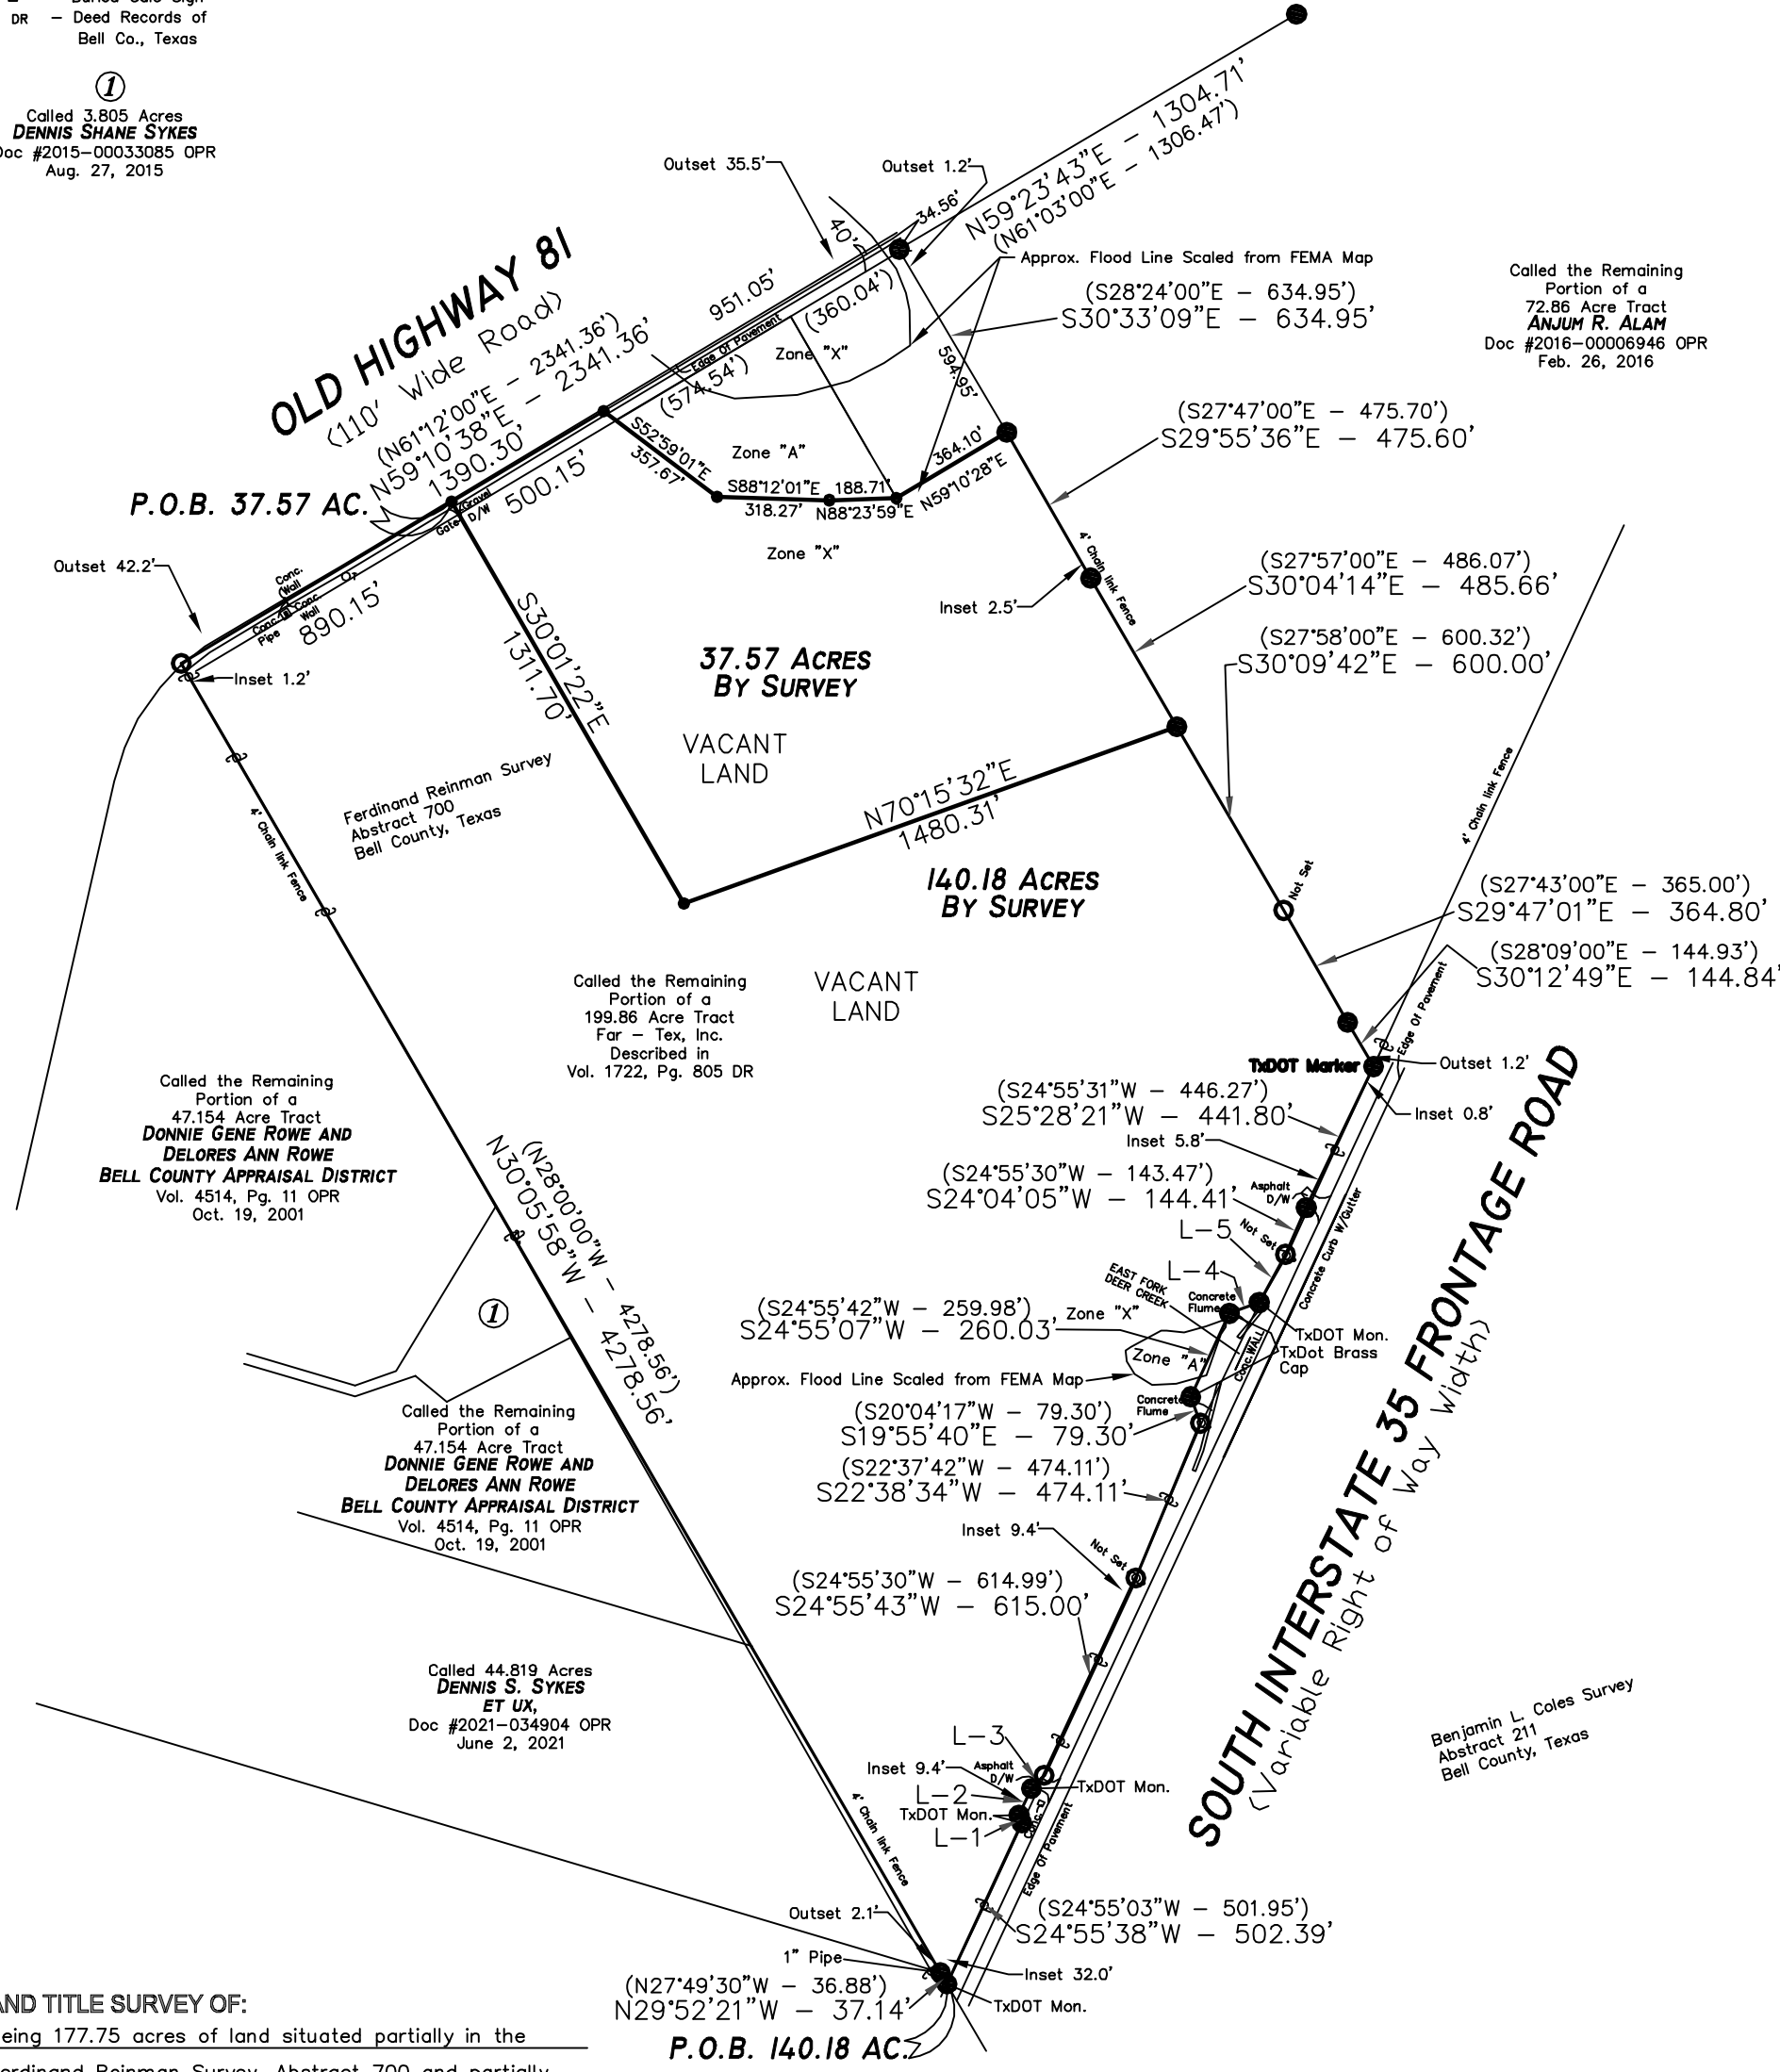 DR – Deed Records of
Bell Co., Texas
1
Called 3.805 Acres
DENNIS SHANE SYKES
Doc #2015-00033085 OPR
Aug. 27, 2015
Outset 35.5'
Outset 1.2'
N59°23'43"E – 1304.71'
(N61°03'00"E – 1306.47')
34.56'
40'
Approx. Flood Line Scaled from FEMA Map
(S28°24'00"E – 634.95')
S30°33'09"E – 634.95'
594.95'
Called the Remaining
Portion of a
72.86 Acre Tract
ANJUM R. ALAM
Doc #2016-00006946 OPR
Feb. 26, 2016
OLD HIGHWAY 81
(110' Wide Road)
(N61°12'00"E – 2341.36')
N59°10'38"E – 2341.36'
951.05'
1390.30'
Edge Of Pavement
(360.04')
(574.54')
500.15'
Zone "X"
Zone "A"
S52°59'01"E
357.67'
S88°12'01"E
318.27'
188.71'
N88°23'59"E
364.10'
N59°10'28"E
Zone "X"
(S27°47'00"E – 475.70')
S29°55'36"E – 475.60'
P.O.B. 37.57 AC.
Gravel
D/W
Gate
Outset 42.2'
Conc.
Wall
Conc.
Wall
Conc.
Pipe
890.15'
Inset 1.2'
4' Chain link Fence
Inset 2.5'
(S27°57'00"E – 486.07')
S30°04'14"E – 485.66'
(S27°58'00"E – 600.32')
S30°09'42"E – 600.00'
S30°01'22"E
1311.70'
37.57 ACRES
BY SURVEY
VACANT
LAND
N70°15'32"E
1480.31'
Ferdinand Reinman Survey
Abstract 700
Bell County, Texas
4' Chain link Fence
4' Chain link Fence
140.18 ACRES
BY SURVEY
Not Set
(S27°43'00"E – 365.00')
S29°47'01"E – 364.80'
(S28°09'00"E – 144.93')
S30°12'49"E – 144.84'
VACANT
LAND
Called the Remaining
Portion of a
199.86 Acre Tract
Far – Tex, Inc.
Described in
Vol. 1722, Pg. 805 DR
Edge Of Pavement
TxDOT Marker
Outset 1.2'
Inset 0.8'
Called the Remaining
Portion of a
47.154 Acre Tract
DONNIE GENE ROWE AND
DELORES ANN ROWE
BELL COUNTY APPRAISAL DISTRICT
Vol. 4514, Pg. 11 OPR
Oct. 19, 2001
(S24°55'31"W – 446.27')
S25°28'21"W – 441.80'
Inset 5.8'
(S24°55'30"W – 143.47')
S24°04'05"W – 144.41'
Asphalt
D/W
L-5
Not Set
L-4
EAST FORK
DEER CREEK
Concrete
Flume
Concrete Curb W/Gutter
(N28°00'00"W – 4278.56')
N30°05'58"W – 4278.56'
1
(S24°55'42"W – 259.98')
S24°55'07"W – 260.03'
Zone "X"
Zone "A"
Conc. WALL
TxDOT Mon.
TxDot Brass
Cap
Approx. Flood Line Scaled from FEMA Map
Concrete
Flume
(S20°04'17"W – 79.30')
S19°55'40"E – 79.30'
(S22°37'42"W – 474.11')
S22°38'34"W – 474.11'
Called the Remaining
Portion of a
47.154 Acre Tract
DONNIE GENE ROWE AND
DELORES ANN ROWE
BELL COUNTY APPRAISAL DISTRICT
Vol. 4514, Pg. 11 OPR
Oct. 19, 2001
Inset 9.4'
Not Set
(S24°55'30"W – 614.99')
S24°55'43"W – 615.00'
SOUTH INTERSTATE 35 FRONTAGE ROAD
(Variable Right of Way Width)
Called 44.819 Acres
DENNIS S. SYKES
ET UX,
Doc #2021-034904 OPR
June 2, 2021
Benjamin L. Coles Survey
Abstract 211
Bell County, Texas
L-3
Inset 9.4'
Asphalt
D/W
L-2
TxDOT Mon.
TxDOT Mon.
L-1
Edge Of Pavement
4' Chain link Fence
Outset 2.1'
(S24°55'03"W – 501.95')
S24°55'38"W – 502.39'
1" Pipe
Inset 32.0'
(N27°49'30"W – 36.88')
N29°52'21"W – 37.14'
TxDOT Mon.
P.O.B. 140.18 AC.
AND TITLE SURVEY OF:
eing 177.75 acres of land situated partially in the